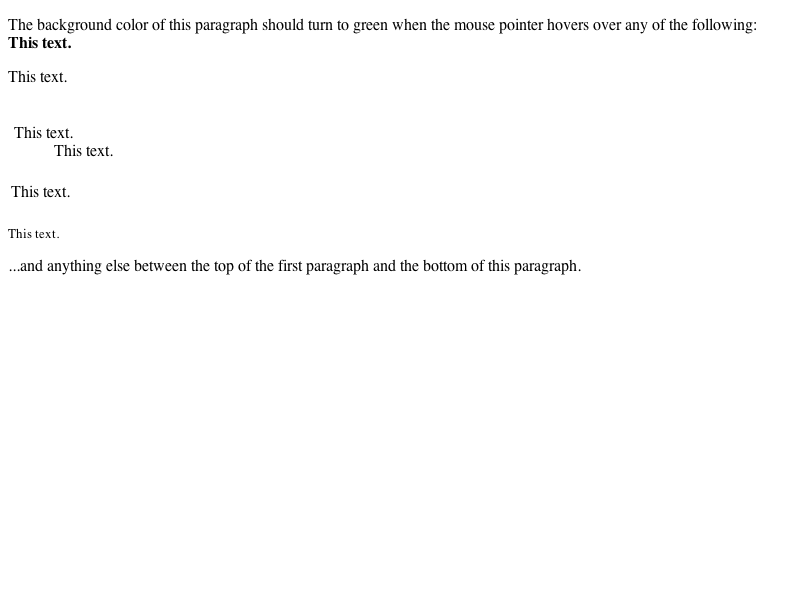 The background color of this paragraph should turn to green when the mouse pointer hovers over any of the following:
This text.
This text.
This text.
This text.
This text.
This text.
...and anything else between the top of the first paragraph and the bottom of this paragraph.